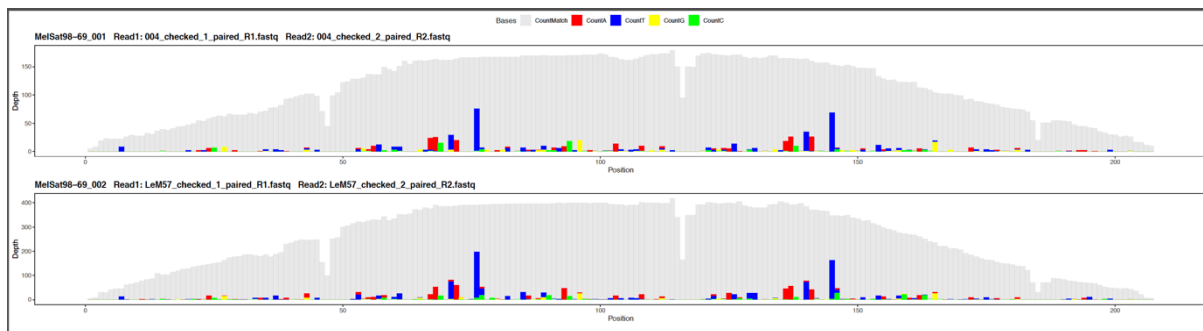 Bases CountMatch CountA CountT CountG CountC
MelSat98-69_001 Read1: 004_checked_1_paired_R1.fastq Read2: 004_checked_2_paired_R2.fastq
150
100
50
0
Depth
0 50 100 150 200
Position
MelSat98-69_002 Read1: LeM57_checked_1_paired_R1.fastq Read2: LeM57_checked_2_paired_R2.fastq
400
300
200
100
0
Depth
0 50 100 150 200
Position